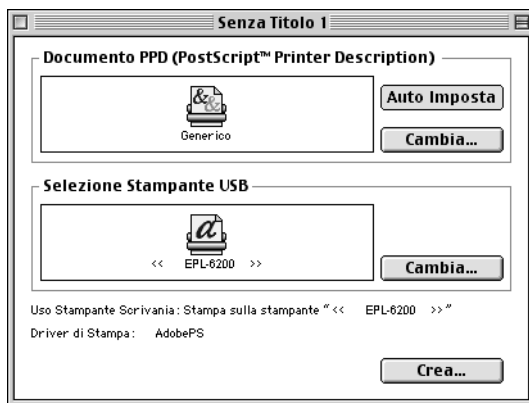 Senza Titolo 1
Documento PPD (PostScript™ Printer Description)
Generico
Auto Imposta
Cambia...
Selezione Stampante USB
<< EPL-6200 >>
Cambia...
Uso Stampante Scrivania: Stampa sulla stampante “<< EPL-6200 >>”
Driver di Stampa: AdobePS
Crea...